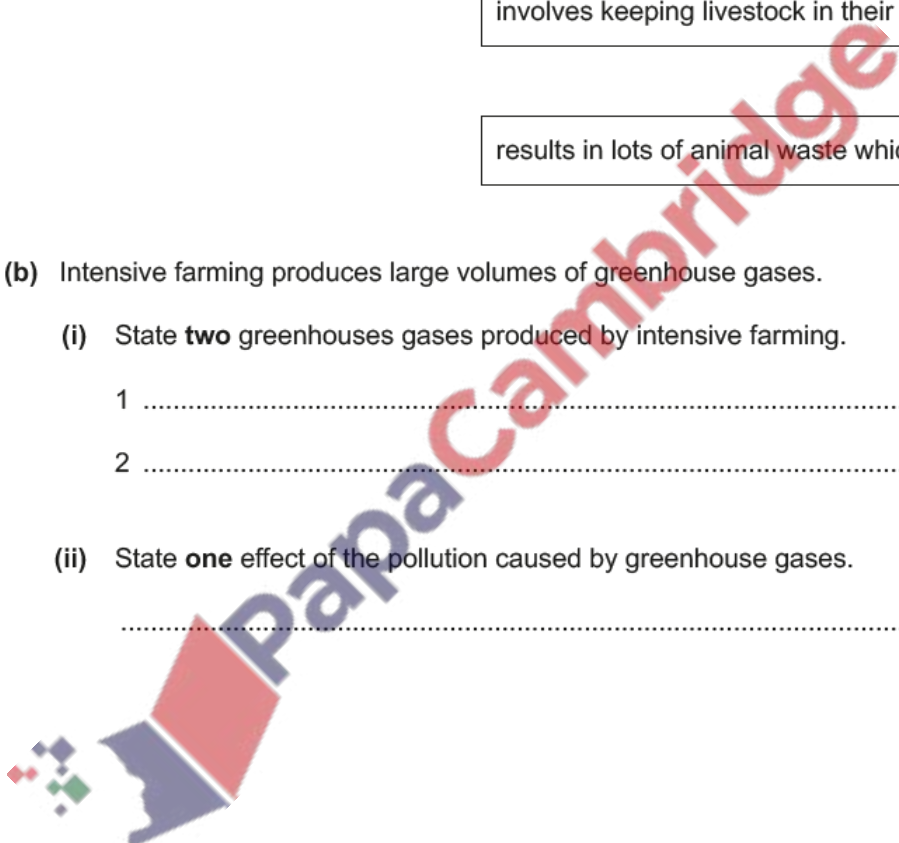 involves keeping livestock in their
results in lots of animal waste
(b) Intensive farming produces large volumes of greenhouse gases.
(i) State two greenhouses gases produced by intensive farming.
1 ................................................................
2 ................................................................
(ii) State one effect of the pollution caused by greenhouse gases.
................................................................
PapaCambridge